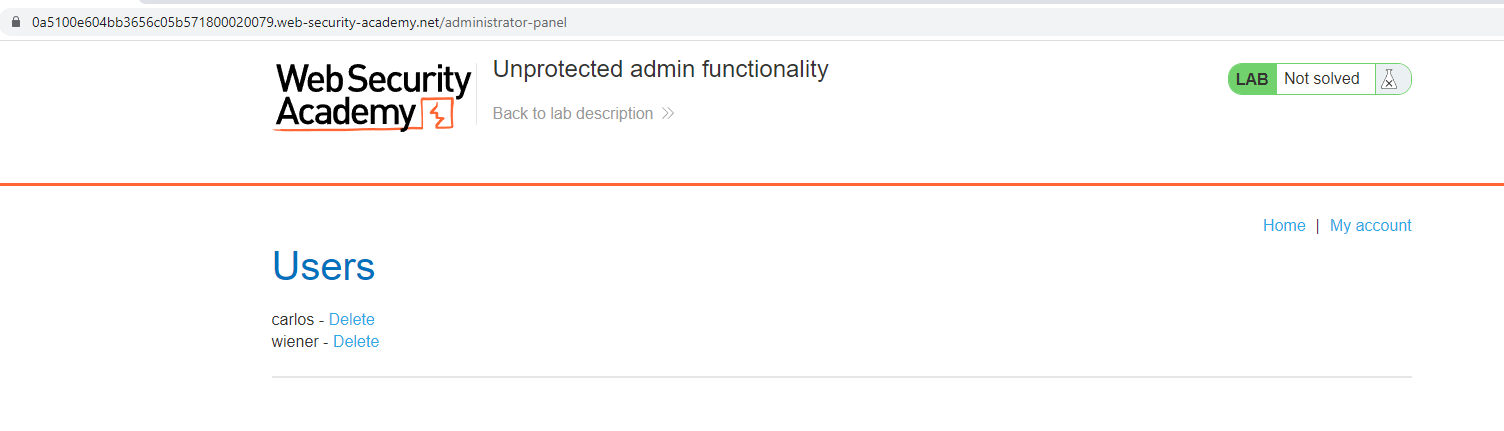 0a5100e604bb3656c05b571800020079.web-security-academy.net/administrator-panel
Web Security
Academy
Unprotected admin functionality
Back to lab description
LAB Not solved
Home | My account
Users
carlos - Delete
wiener - Delete